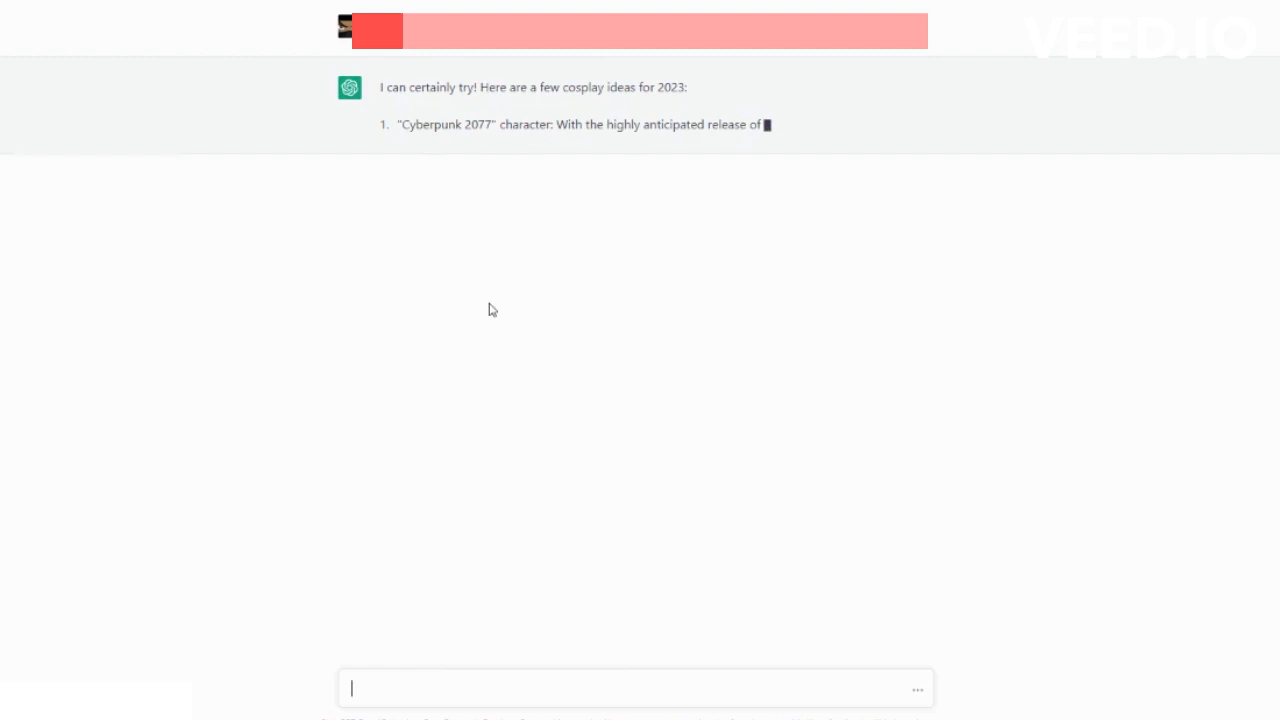 VEED.IO
I can certainly try! Here are a few cosplay ideas for 2023:
1. "Cyberpunk 2077" character: With the highly anticipated release of